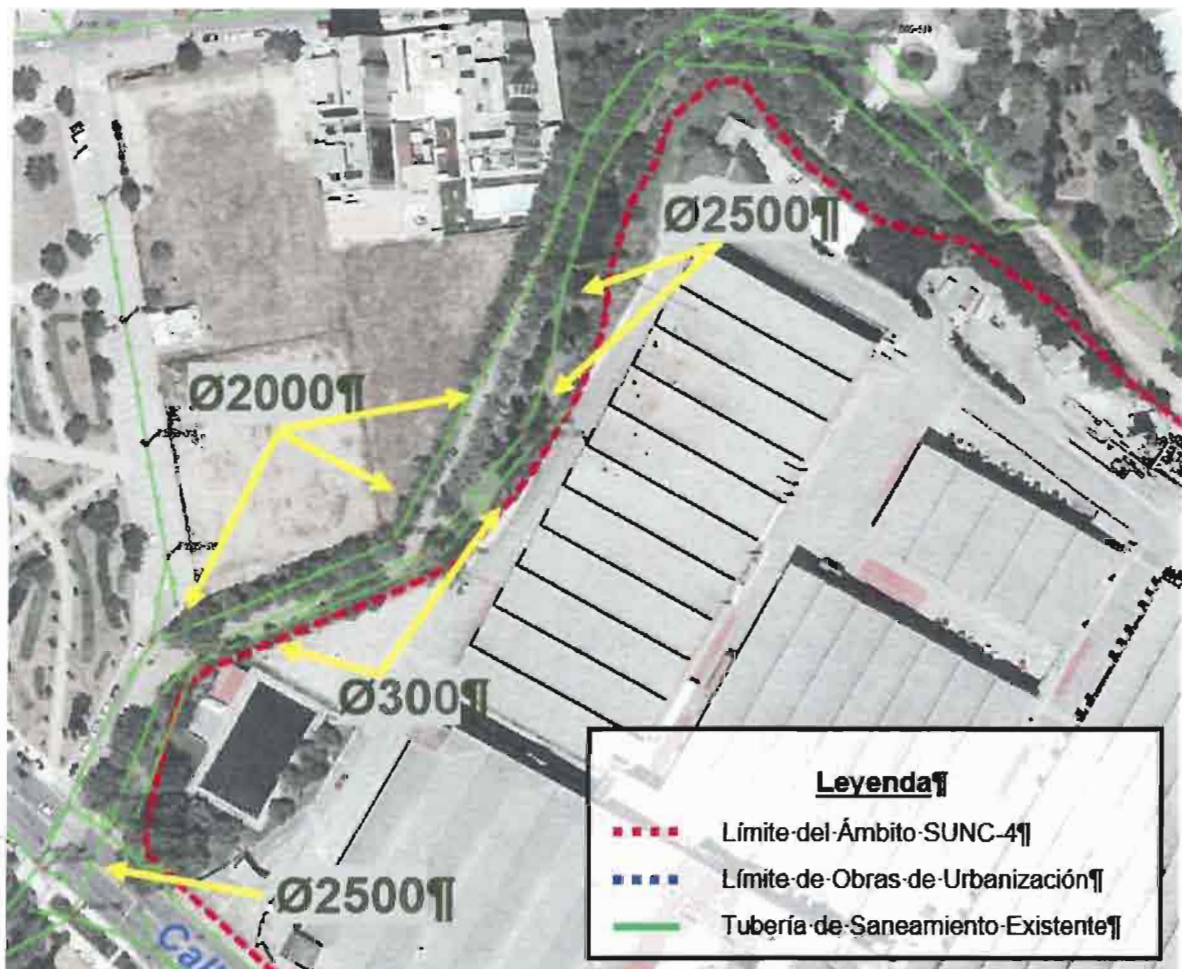 Ø2500¶
Ø2000¶
Ø300¶
Ø2500¶
Leyenda¶
Límite·del·Ámbito·SUNC-4¶
Límite·de·Obras·de·Urbanización¶
Tubería·de·Saneamiento·Existente¶